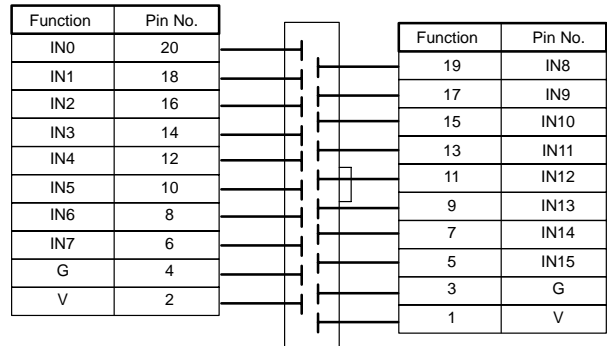 Function Pin No.
IN0 20
IN1 18
IN2 16
IN3 14
IN4 12
IN5 10
IN6 8
IN7 6
G 4
V 2
Function Pin No.
19 IN8
17 IN9
15 IN10
13 IN11
11 IN12
9 IN13
7 IN14
5 IN15
3 G
1 V